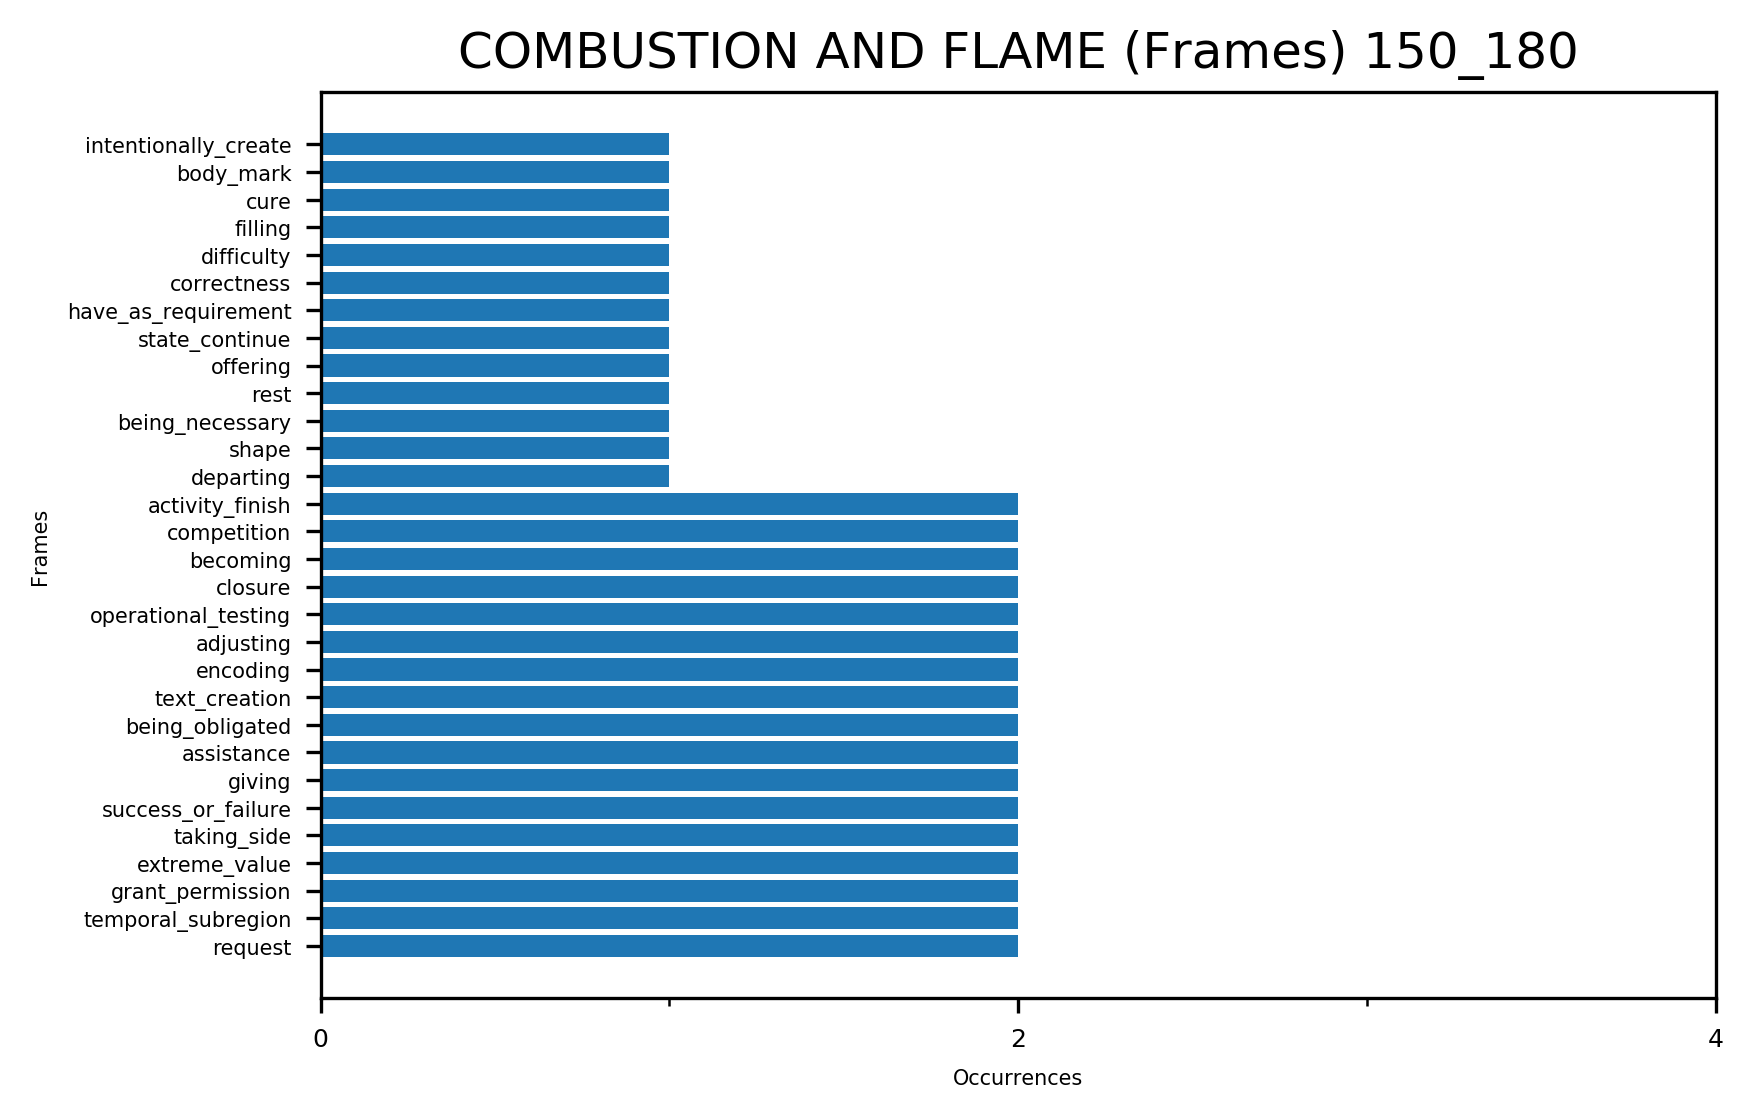 COMBUSTION AND FLAME (Frames) 150_180
intentionally_create
body_mark
cure
filling
difficulty
correctness
have_as_requirement
state_continue
offering
rest
being_necessary
shape
departing
activity_finish
competition
becoming
closure
operational_testing
adjusting
encoding
text_creation
being_obligated
assistance
giving
success_or_failure
taking_side
extreme_value
grant_permission
temporal_subregion
request
Frames
0 2 4
Occurrences